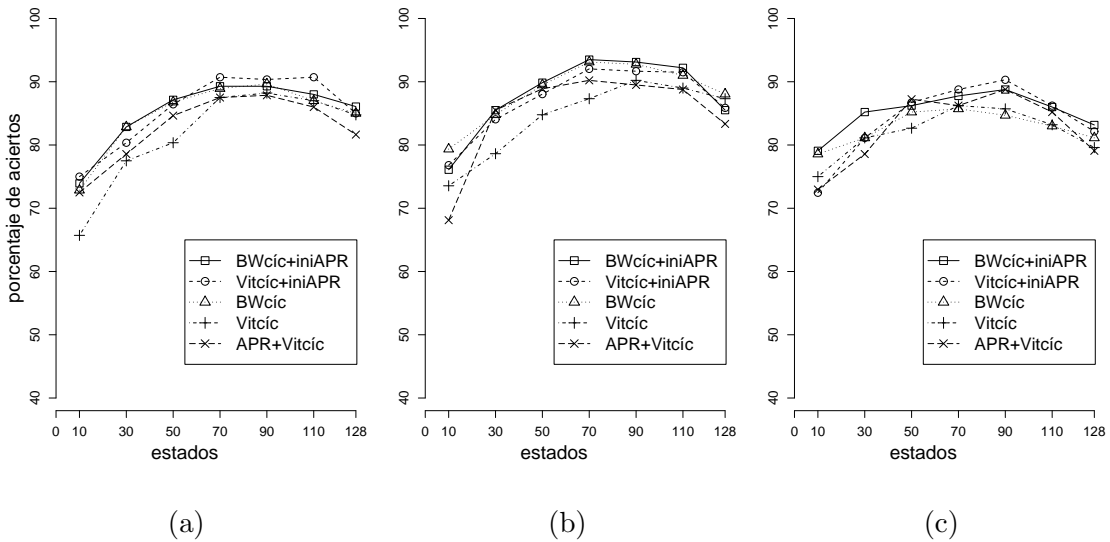 porcentaje de aciertos
100
90
80
70
60
50
40
0 10 30 50 70 90 110 128
estados
BWcíc+iniAPR
Vitcíc+iniAPR
BWcíc
Vitcíc
APR+Vitcíc
(a)
100
90
80
70
60
50
40
0 10 30 50 70 90 110 128
estados
BWcíc+iniAPR
Vitcíc+iniAPR
BWcíc
Vitcíc
APR+Vitcíc
(b)
100
90
80
70
60
50
40
0 10 30 50 70 90 110 128
estados
BWcíc+iniAPR
Vitcíc+iniAPR
BWcíc
Vitcíc
APR+Vitcíc
(c)